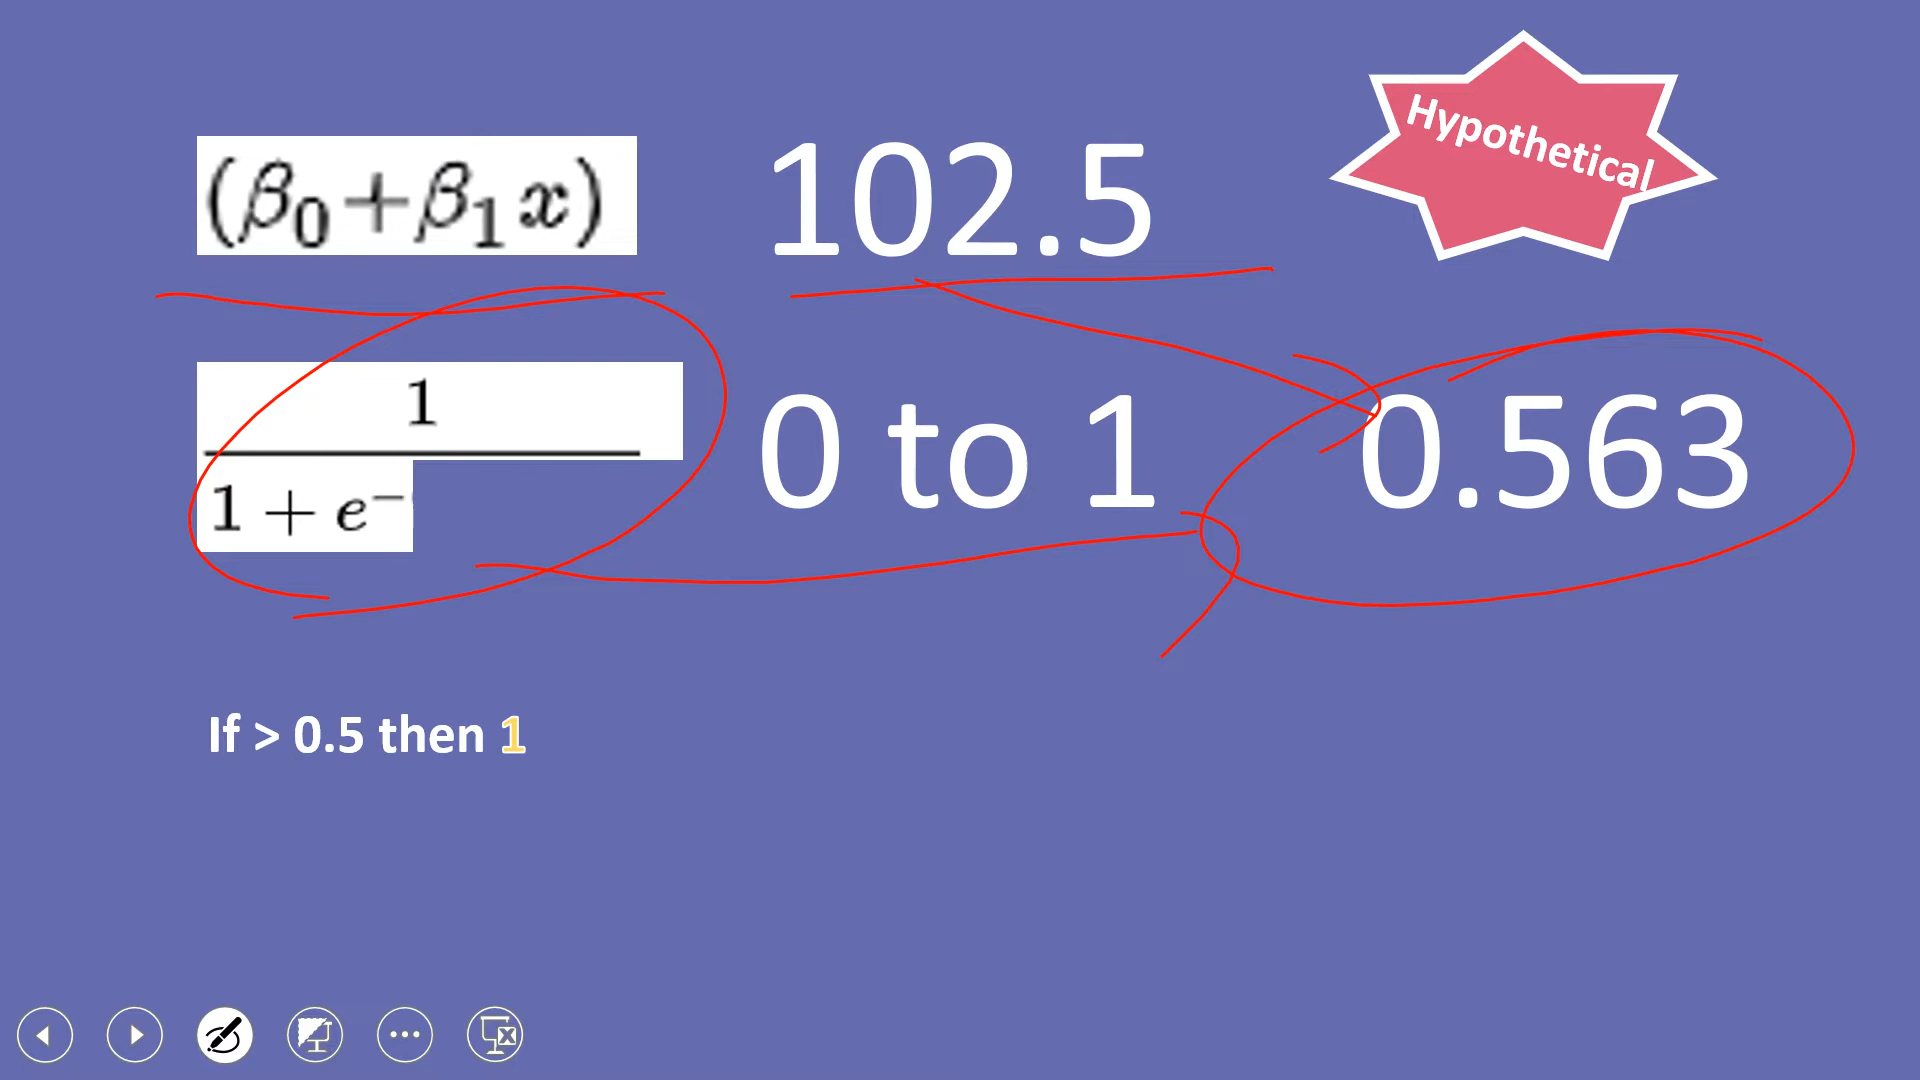 (β₀+β₁x)
102.5
Hypothetical
1
1 + e⁻
0 to 1
0.563
If > 0.5 then 1